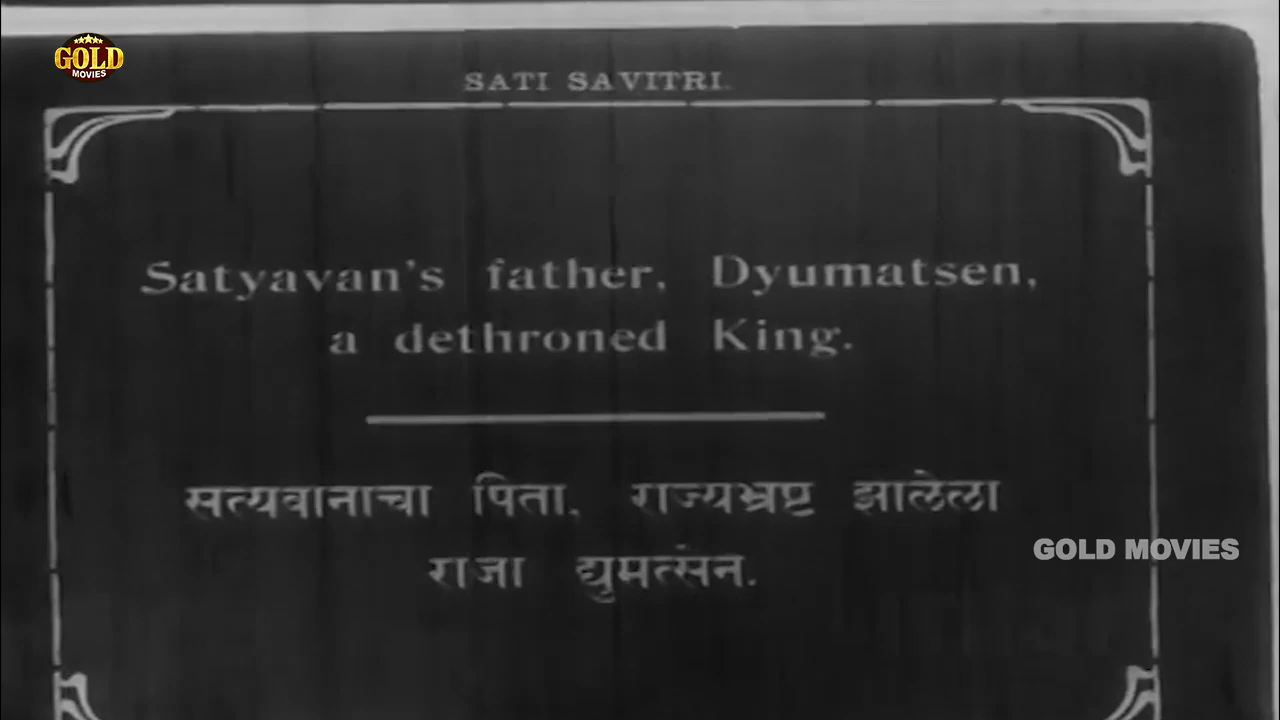 GOLD
MOVIES
SATI SAVITRI.
Satyavan's father, Dyumatsen,
a dethroned King.
सत्यवानाचा पिता, राज्यभ्रष्ट झालेला
राजा द्युमत्सेन.
GOLD MOVIES